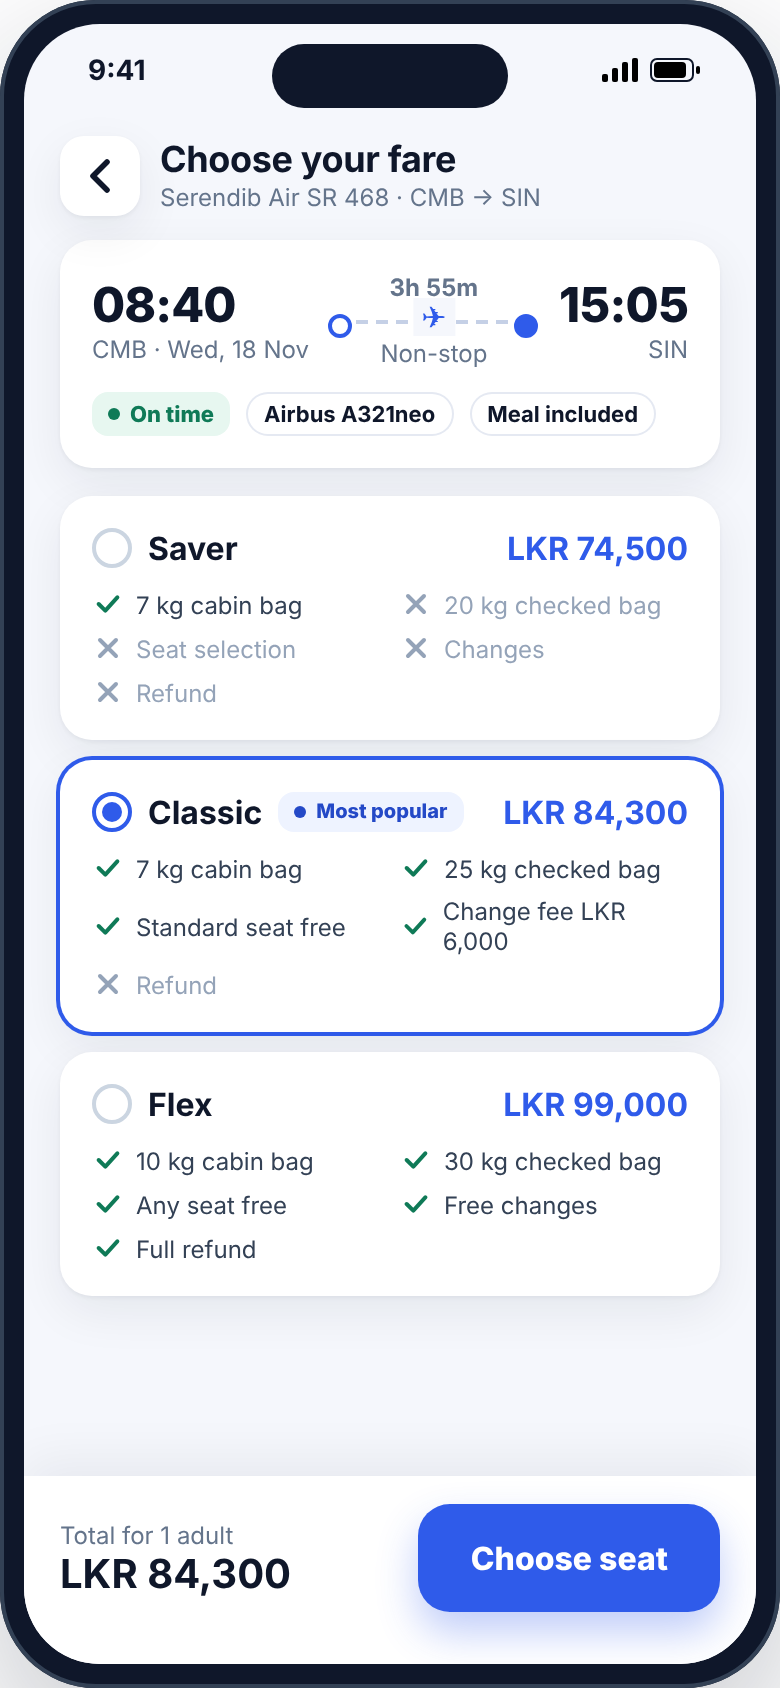 9:41
Choose your fare
Serendib Air SR 468 · CMB → SIN
08:40
3h 55m
15:05
CMB · Wed, 18 Nov
Non-stop
SIN
On time
Airbus A321neo
Meal included
Saver
LKR 74,500
7 kg cabin bag
20 kg checked bag
Seat selection
Changes
Refund
Classic
Most popular
LKR 84,300
7 kg cabin bag
25 kg checked bag
Standard seat free
Change fee LKR
6,000
Refund
Flex
LKR 99,000
10 kg cabin bag
30 kg checked bag
Any seat free
Free changes
Full refund
Total for 1 adult
LKR 84,300
Choose seat